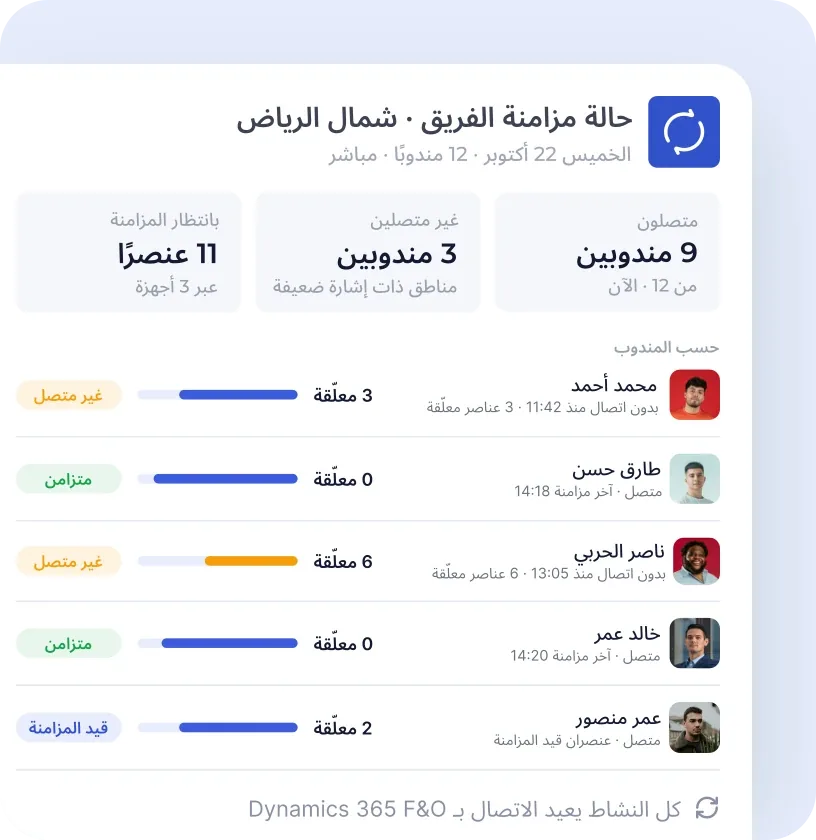 حالة مزامنة الفريق · شمال الرياض
الخميس 22 أكتوبر · 12 مندوبًا · مباشر
متصلون
9 مندوبين
من 12 · الآن
غير متصلين
3 مندوبين
مناطق ذات إشارة ضعيفة
بانتظار المزامنة
11 عنصرًا
عبر 3 أجهزة
حسب المندوب
محمد أحمد
بدون اتصال منذ 11:42 · 3 عناصر معلّقة
3 معلّقة
غير متصل
طارق حسن
متصل · آخر مزامنة 14:18
0 معلّقة
متزامن
ناصر الحربي
بدون اتصال منذ 13:05 · 6 عناصر معلّقة
6 معلّقة
غير متصل
خالد عمر
متصل · آخر مزامنة 14:20
0 معلّقة
متزامن
عمر منصور
متصل · عنصران قيد المزامنة
2 معلّقة
قيد المزامنة
كل النشاط يعيد الاتصال بـ Dynamics 365 F&O